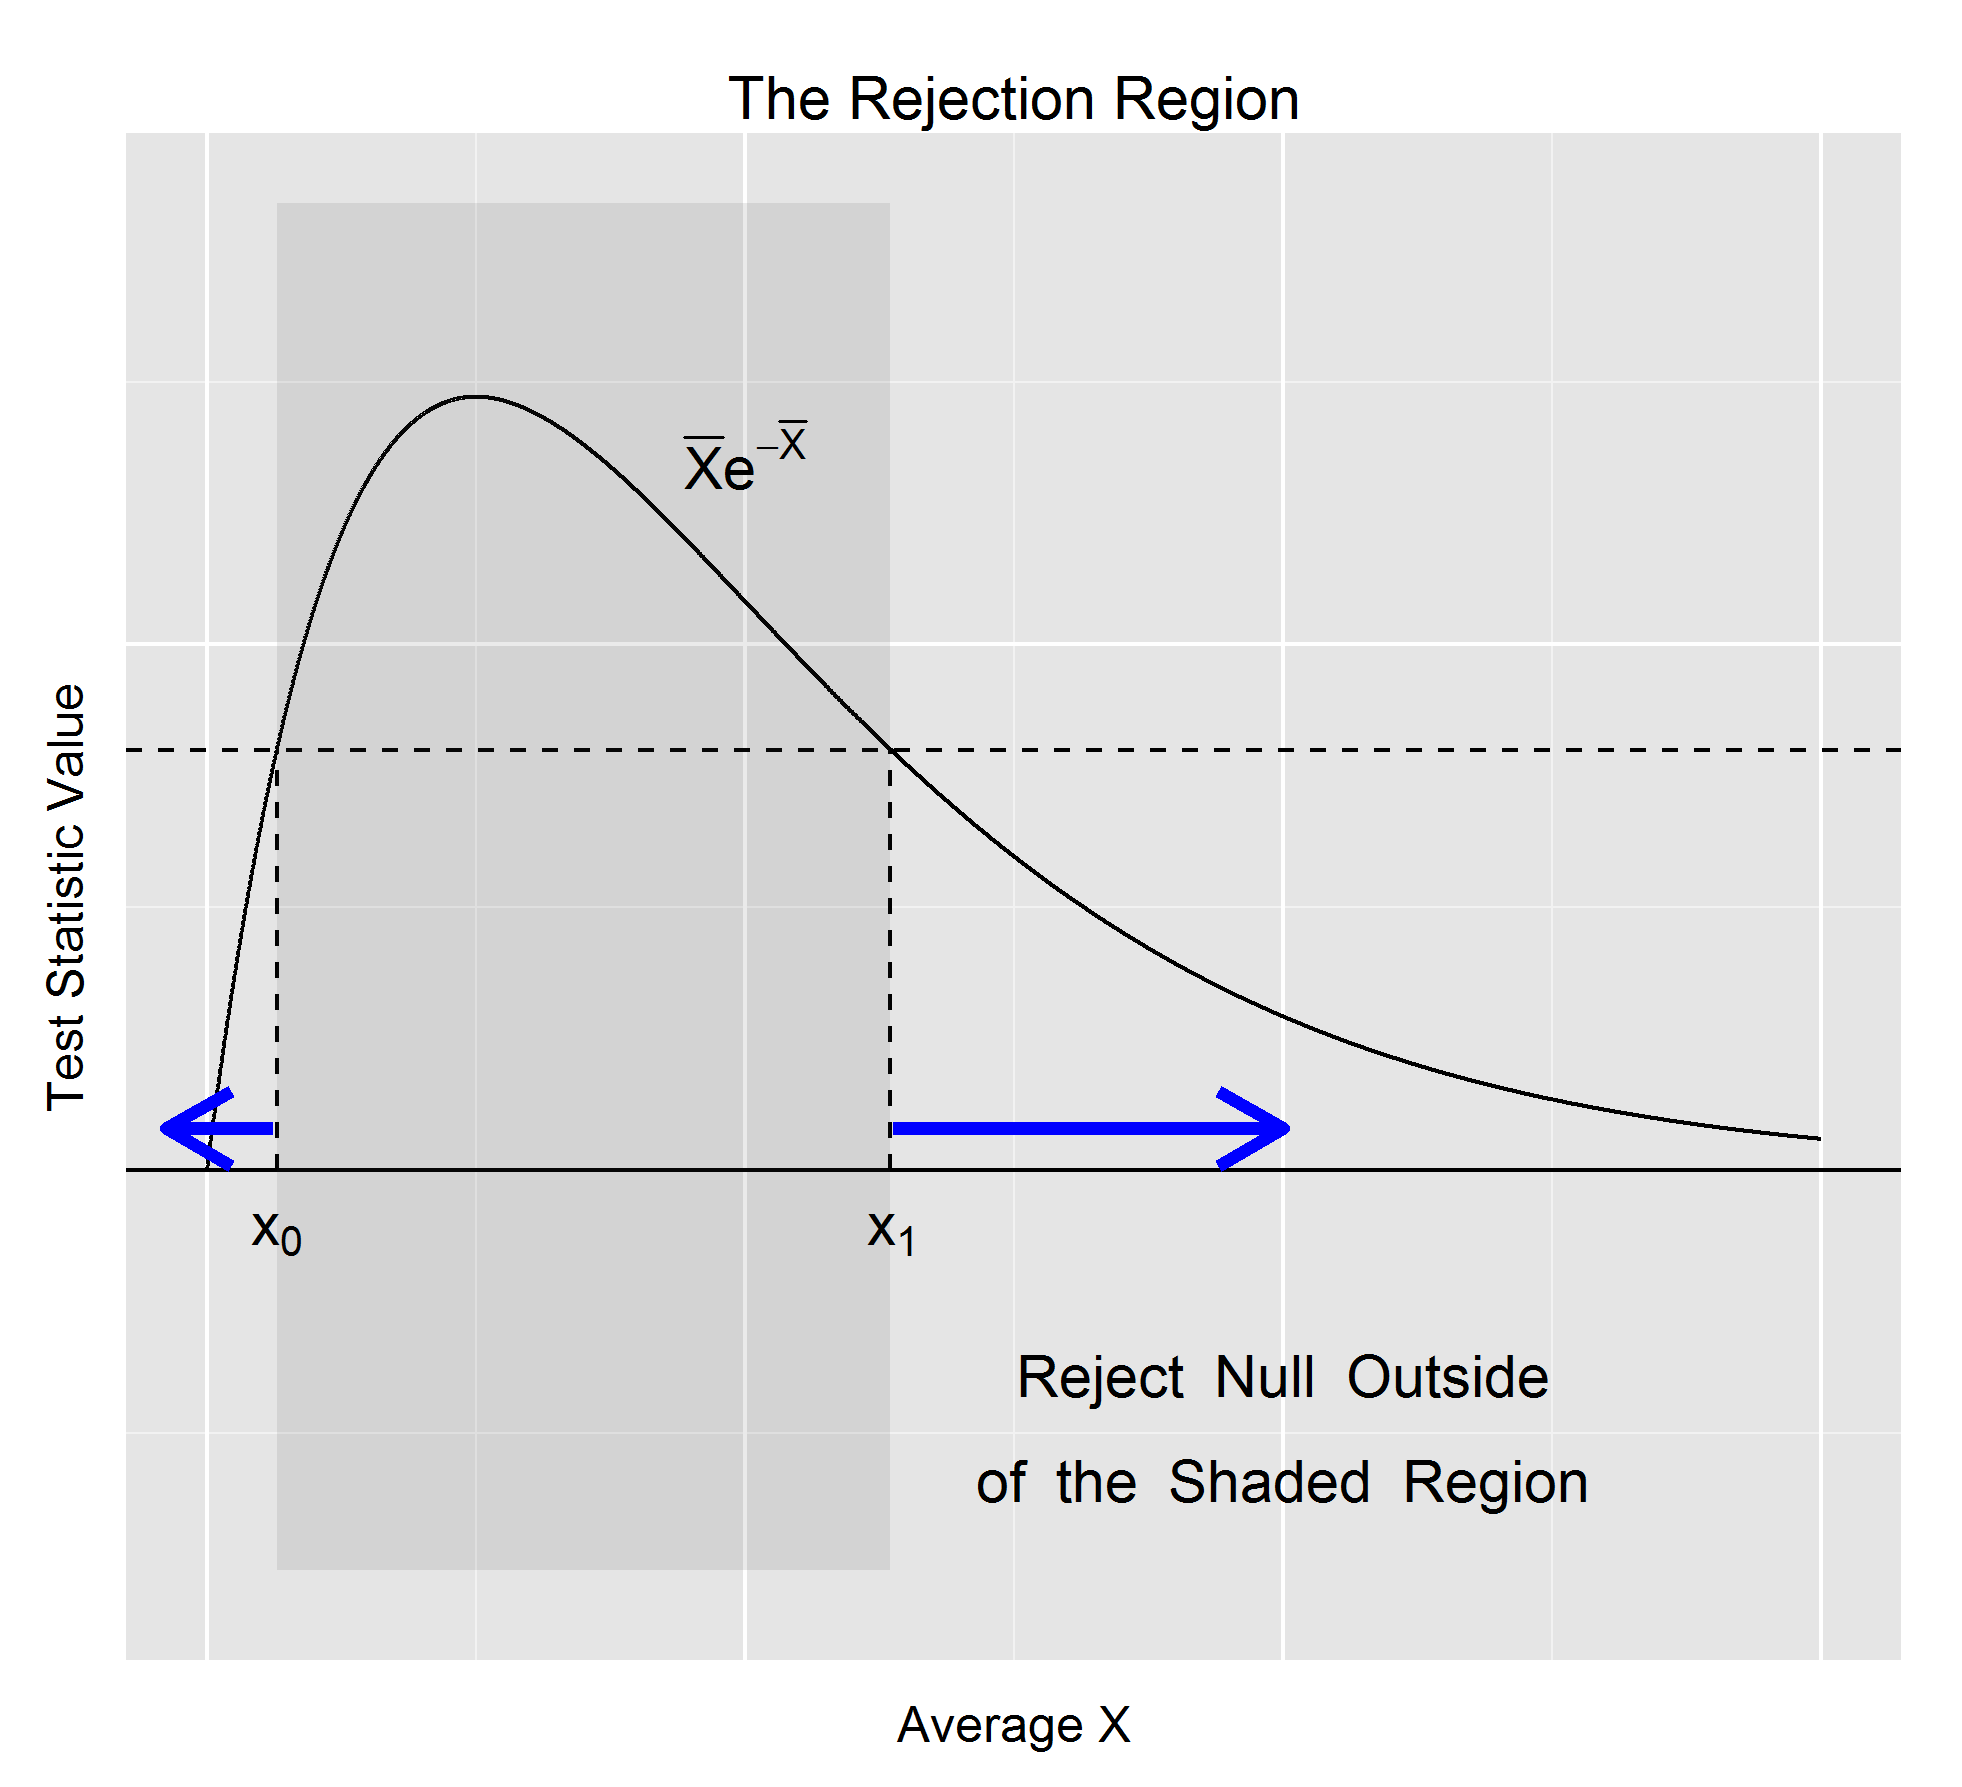 The Rejection Region
X̅e⁻X̅
Test Statistic Value
x₀
x₁
Reject Null Outside
of the Shaded Region
Average X